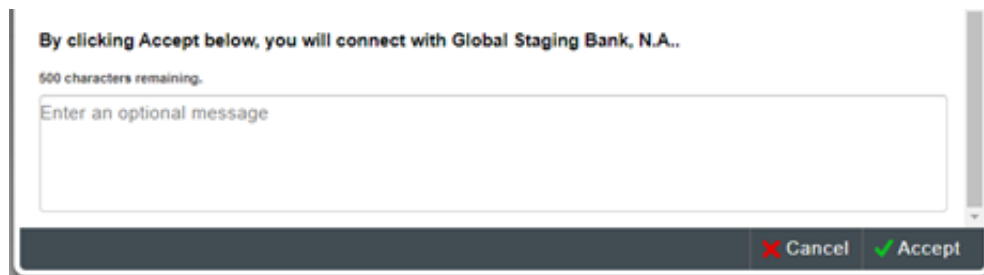 By clicking Accept below, you will connect with Global Staging Bank, N.A..
500 characters remaining.
Enter an optional message
Cancel Accept